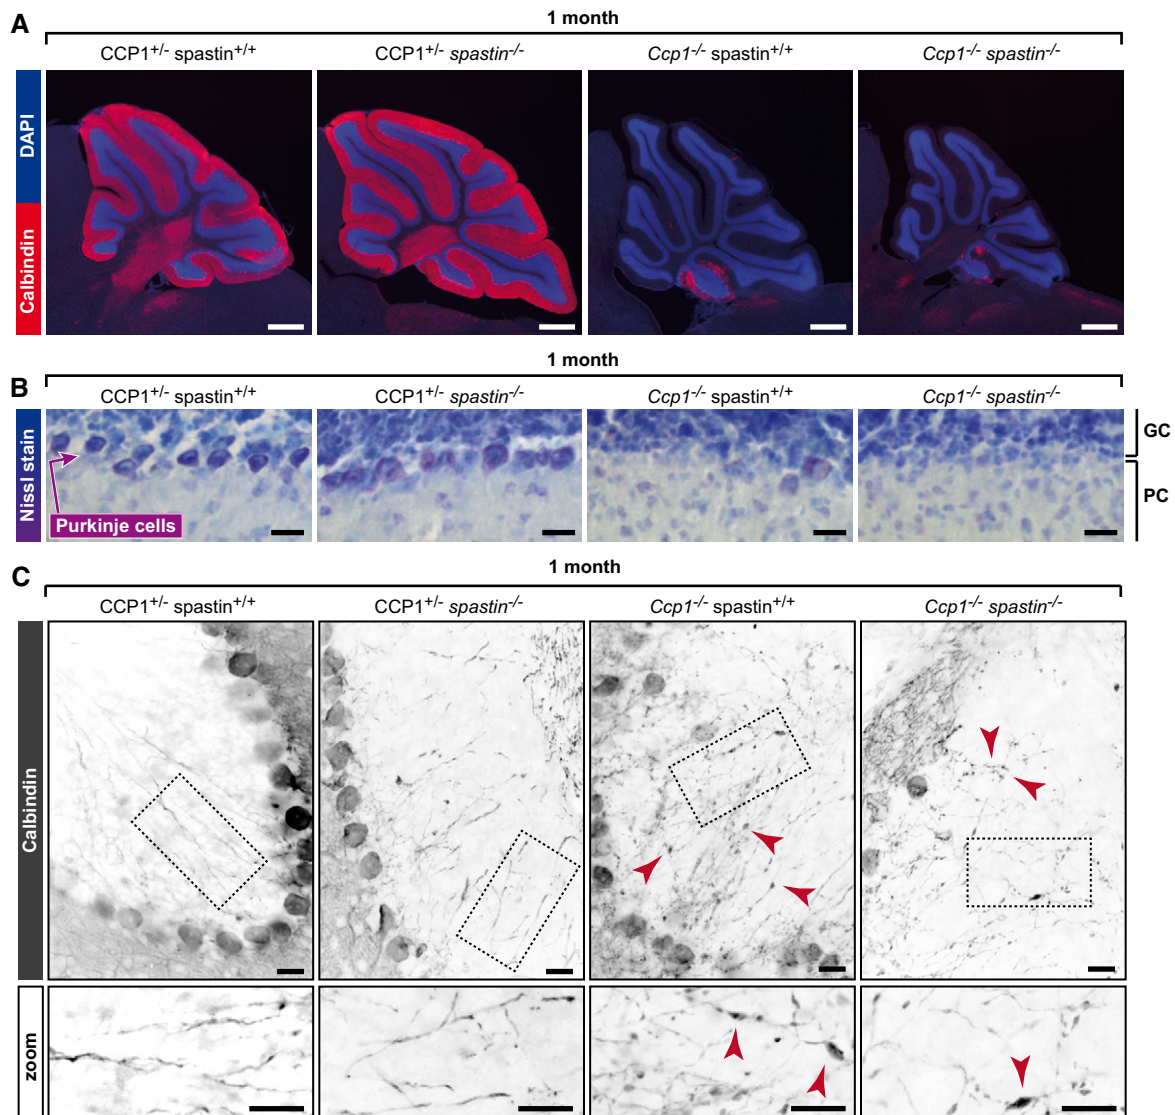 A
1 month
CCP1+/- spastin+/+
CCP1+/- spastin-/-
Ccp1-/- spastin+/+
Ccp1-/- spastin-/-
DAPI
Calbindin
B
1 month
CCP1+/- spastin+/+
CCP1+/- spastin-/-
Ccp1-/- spastin+/+
Ccp1-/- spastin-/-
Nissl stain
Purkinje cells
GC
PC
C
1 month
CCP1+/- spastin+/+
CCP1+/- spastin-/-
Ccp1-/- spastin+/+
Ccp1-/- spastin-/-
Calbindin
zoom